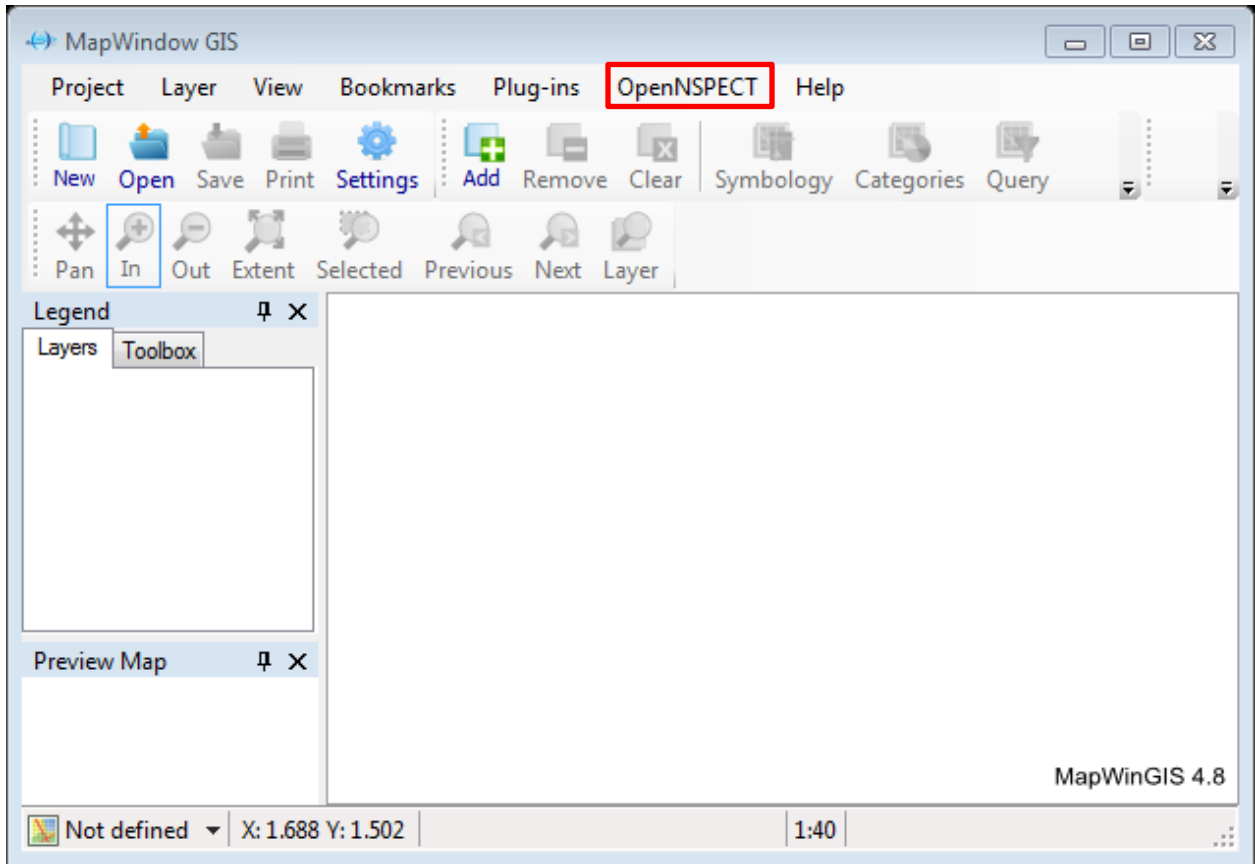 MapWindow GIS
Project Layer View Bookmarks Plug-ins OpenNSPECT Help
New Open Save Print Settings Add Remove Clear Symbology Categories Query
Pan In Out Extent Selected Previous Next Layer
Legend
Layers Toolbox
Preview Map
MapWinGIS 4.8
Not defined X: 1.688 Y: 1.502 1:40